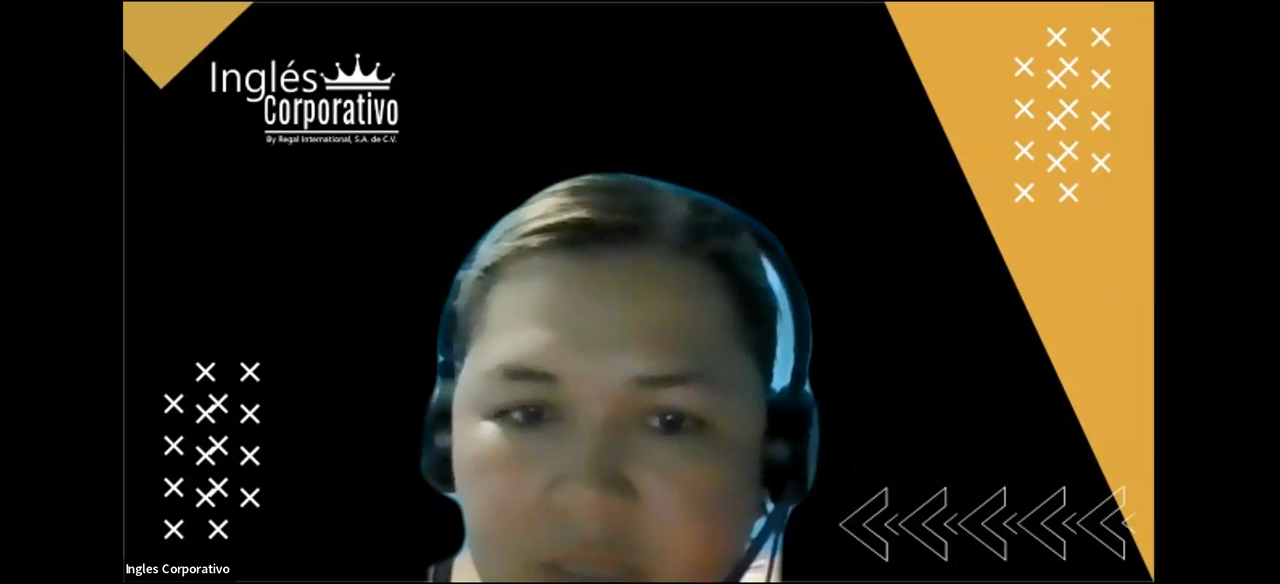 Inglés
Corporativo
By Regal International, S.A. de C.V.
Ingles Corporativo